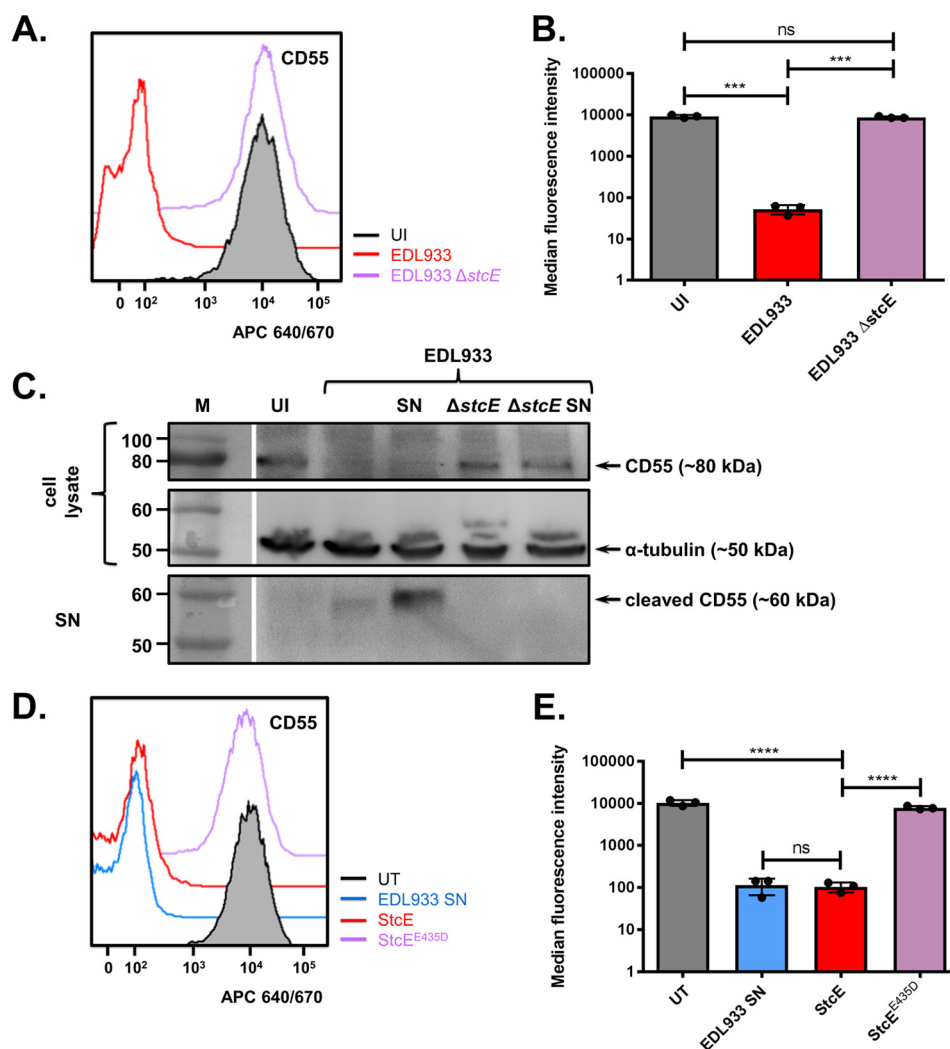 A.
CD55
UI
EDL933
EDL933 ΔstcE
0 10² 10³ 10⁴ 10⁵
APC 640/670
B.
ns
*** ***
Median fluorescence intensity
100000
10000
1000
100
10
1
UI
EDL933
EDL933 ΔstcE
C.
EDL933
M UI SN ΔstcE ΔstcE SN
cell lysate
100
80
CD55 (~80 kDa)
60
50
α-tubulin (~50 kDa)
SN
60
50
cleaved CD55 (~60 kDa)
D.
CD55
UT
EDL933 SN
StcE
StcE^E435D
0 10² 10³ 10⁴ 10⁵
APC 640/670
E.
****
****
ns
Median fluorescence intensity
100000
10000
1000
100
10
1
UT
EDL933 SN
StcE
StcE^E435D